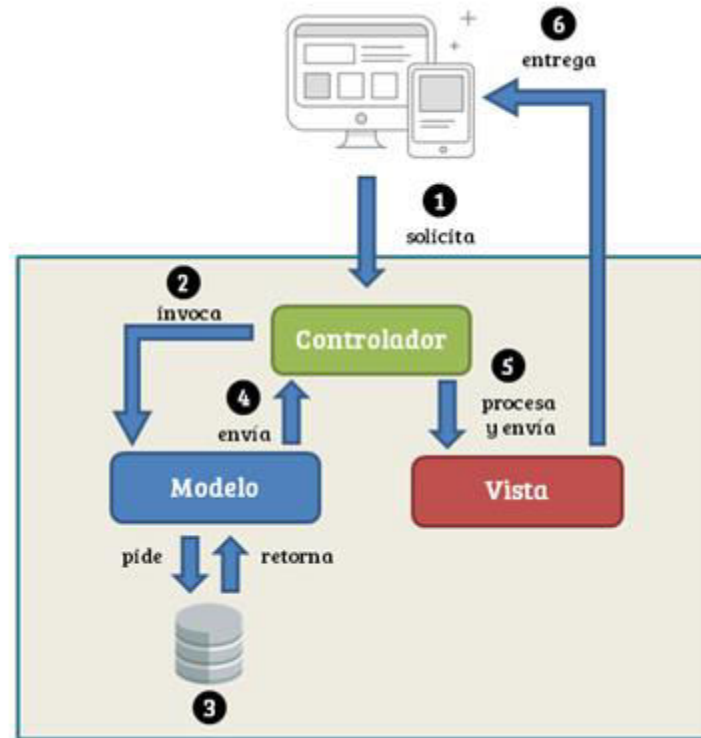 6
entrega
1
solicita
2
invoca
Controlador
5
procesa
y envía
4
envía
Modelo
Vista
pide
retorna
3